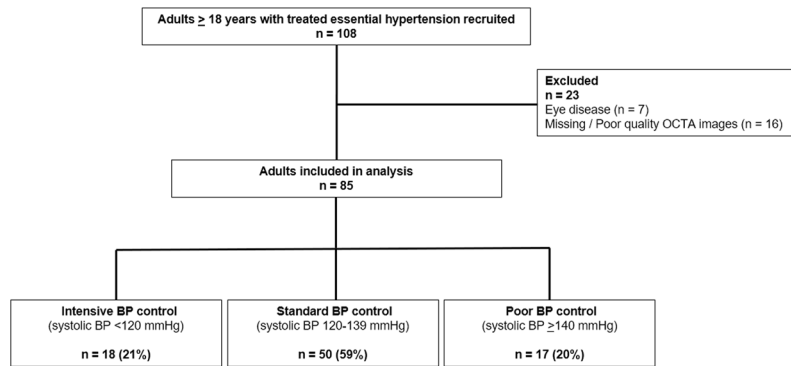 Adults ≥ 18 years with treated essential hypertension recruited
n = 108
Excluded
n = 23
Eye disease (n = 7)
Missing / Poor quality OCTA images (n = 16)
Adults included in analysis
n = 85
Intensive BP control
(systolic BP <120 mmHg)
n = 18 (21%)
Standard BP control
(systolic BP 120-139 mmHg)
n = 50 (59%)
Poor BP control
(systolic BP ≥140 mmHg)
n = 17 (20%)